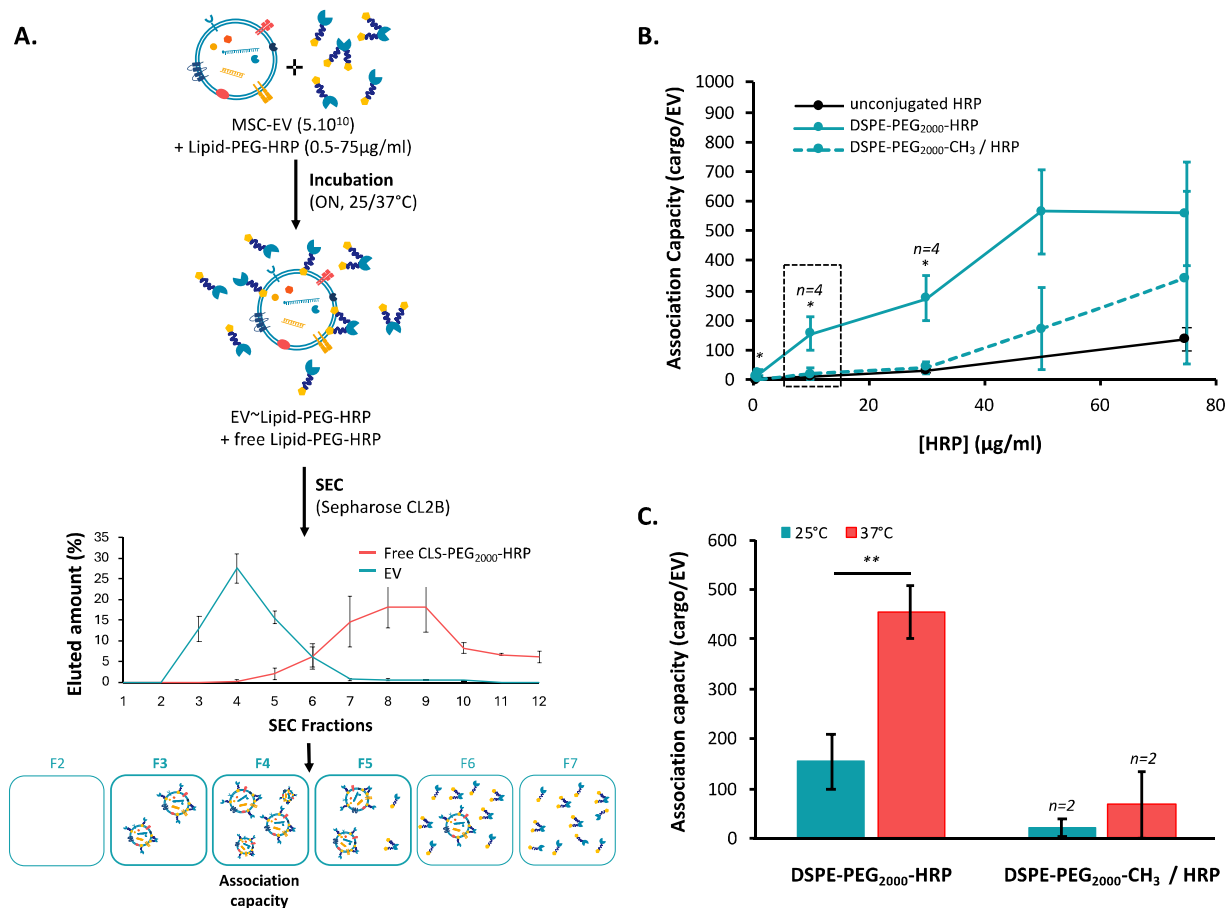 A.
MSC-EV (5.10¹⁰)
+ Lipid-PEG-HRP (0.5-75µg/ml)
Incubation
(ON, 25/37°C)
EV~Lipid-PEG-HRP
+ free Lipid-PEG-HRP
SEC
(Sepharose CL2B)
Eluted amount (%)
35
30
25
20
15
10
5
0
Free CLS-PEG₂₀₀₀-HRP
EV
1 2 3 4 5 6 7 8 9 10 11 12
SEC Fractions
F2 F3 F4 F5 F6 F7
Association
capacity
B.
Association Capacity (cargo/EV)
1000
900
800
700
600
500
400
300
200
100
0
unconjugated HRP
DSPE-PEG₂₀₀₀-HRP
DSPE-PEG₂₀₀₀-CH₃ / HRP
*
n=4
*
n=4
*
0 20 40 60 80
[HRP] (µg/ml)
C.
Association capacity (cargo/EV)
600
500
400
300
200
100
0
25°C 37°C
**
n=2
n=2
DSPE-PEG₂₀₀₀-HRP DSPE-PEG₂₀₀₀-CH₃ / HRP